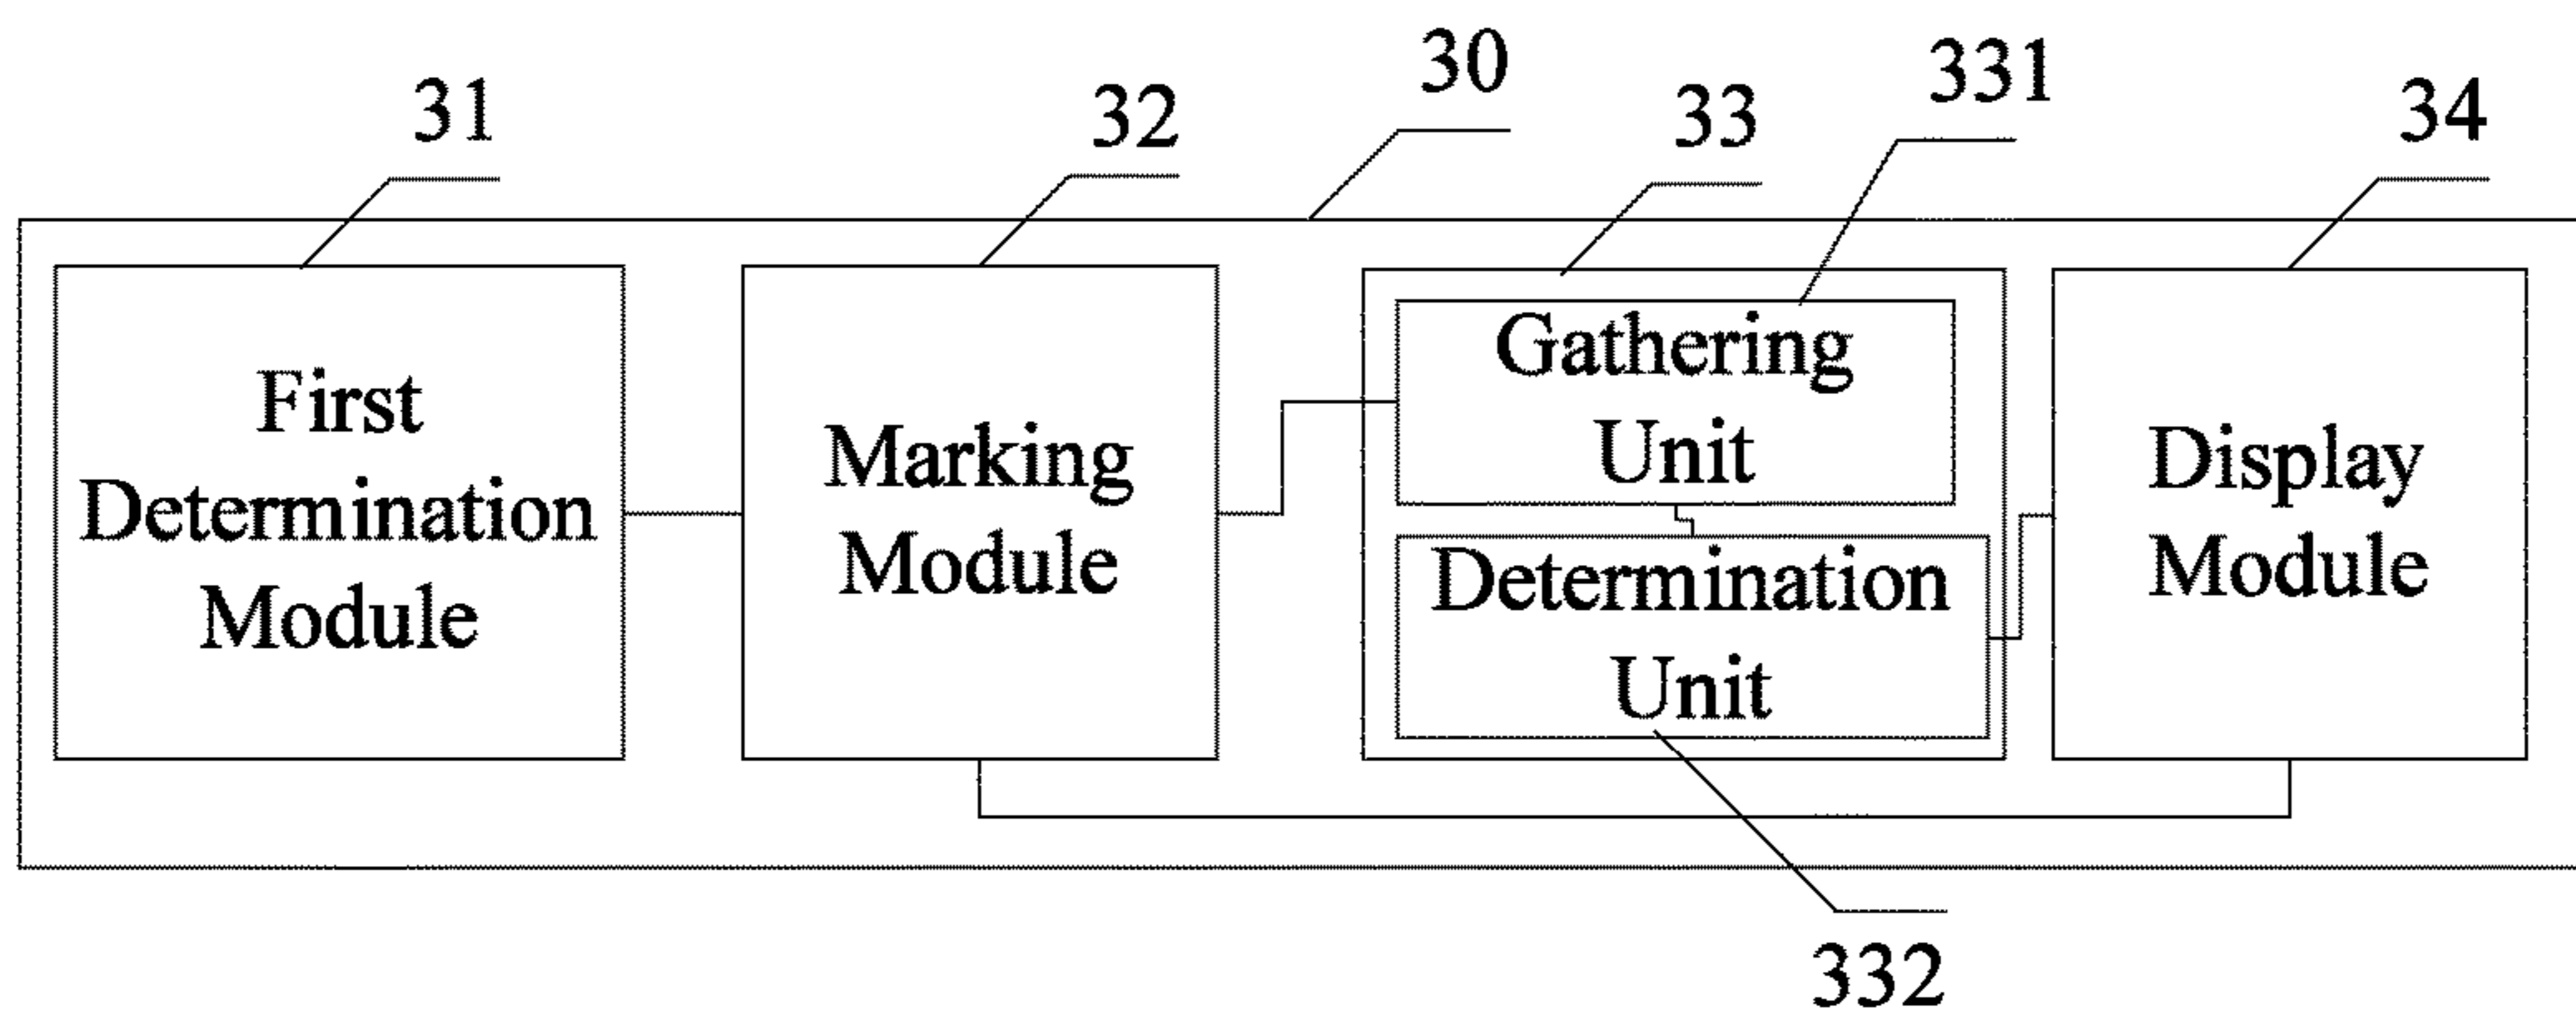 30
331
31
32
33
34
First
Determination
Module
Marking
Module
Gathering
Unit
Determination
Unit
Display
Module
332